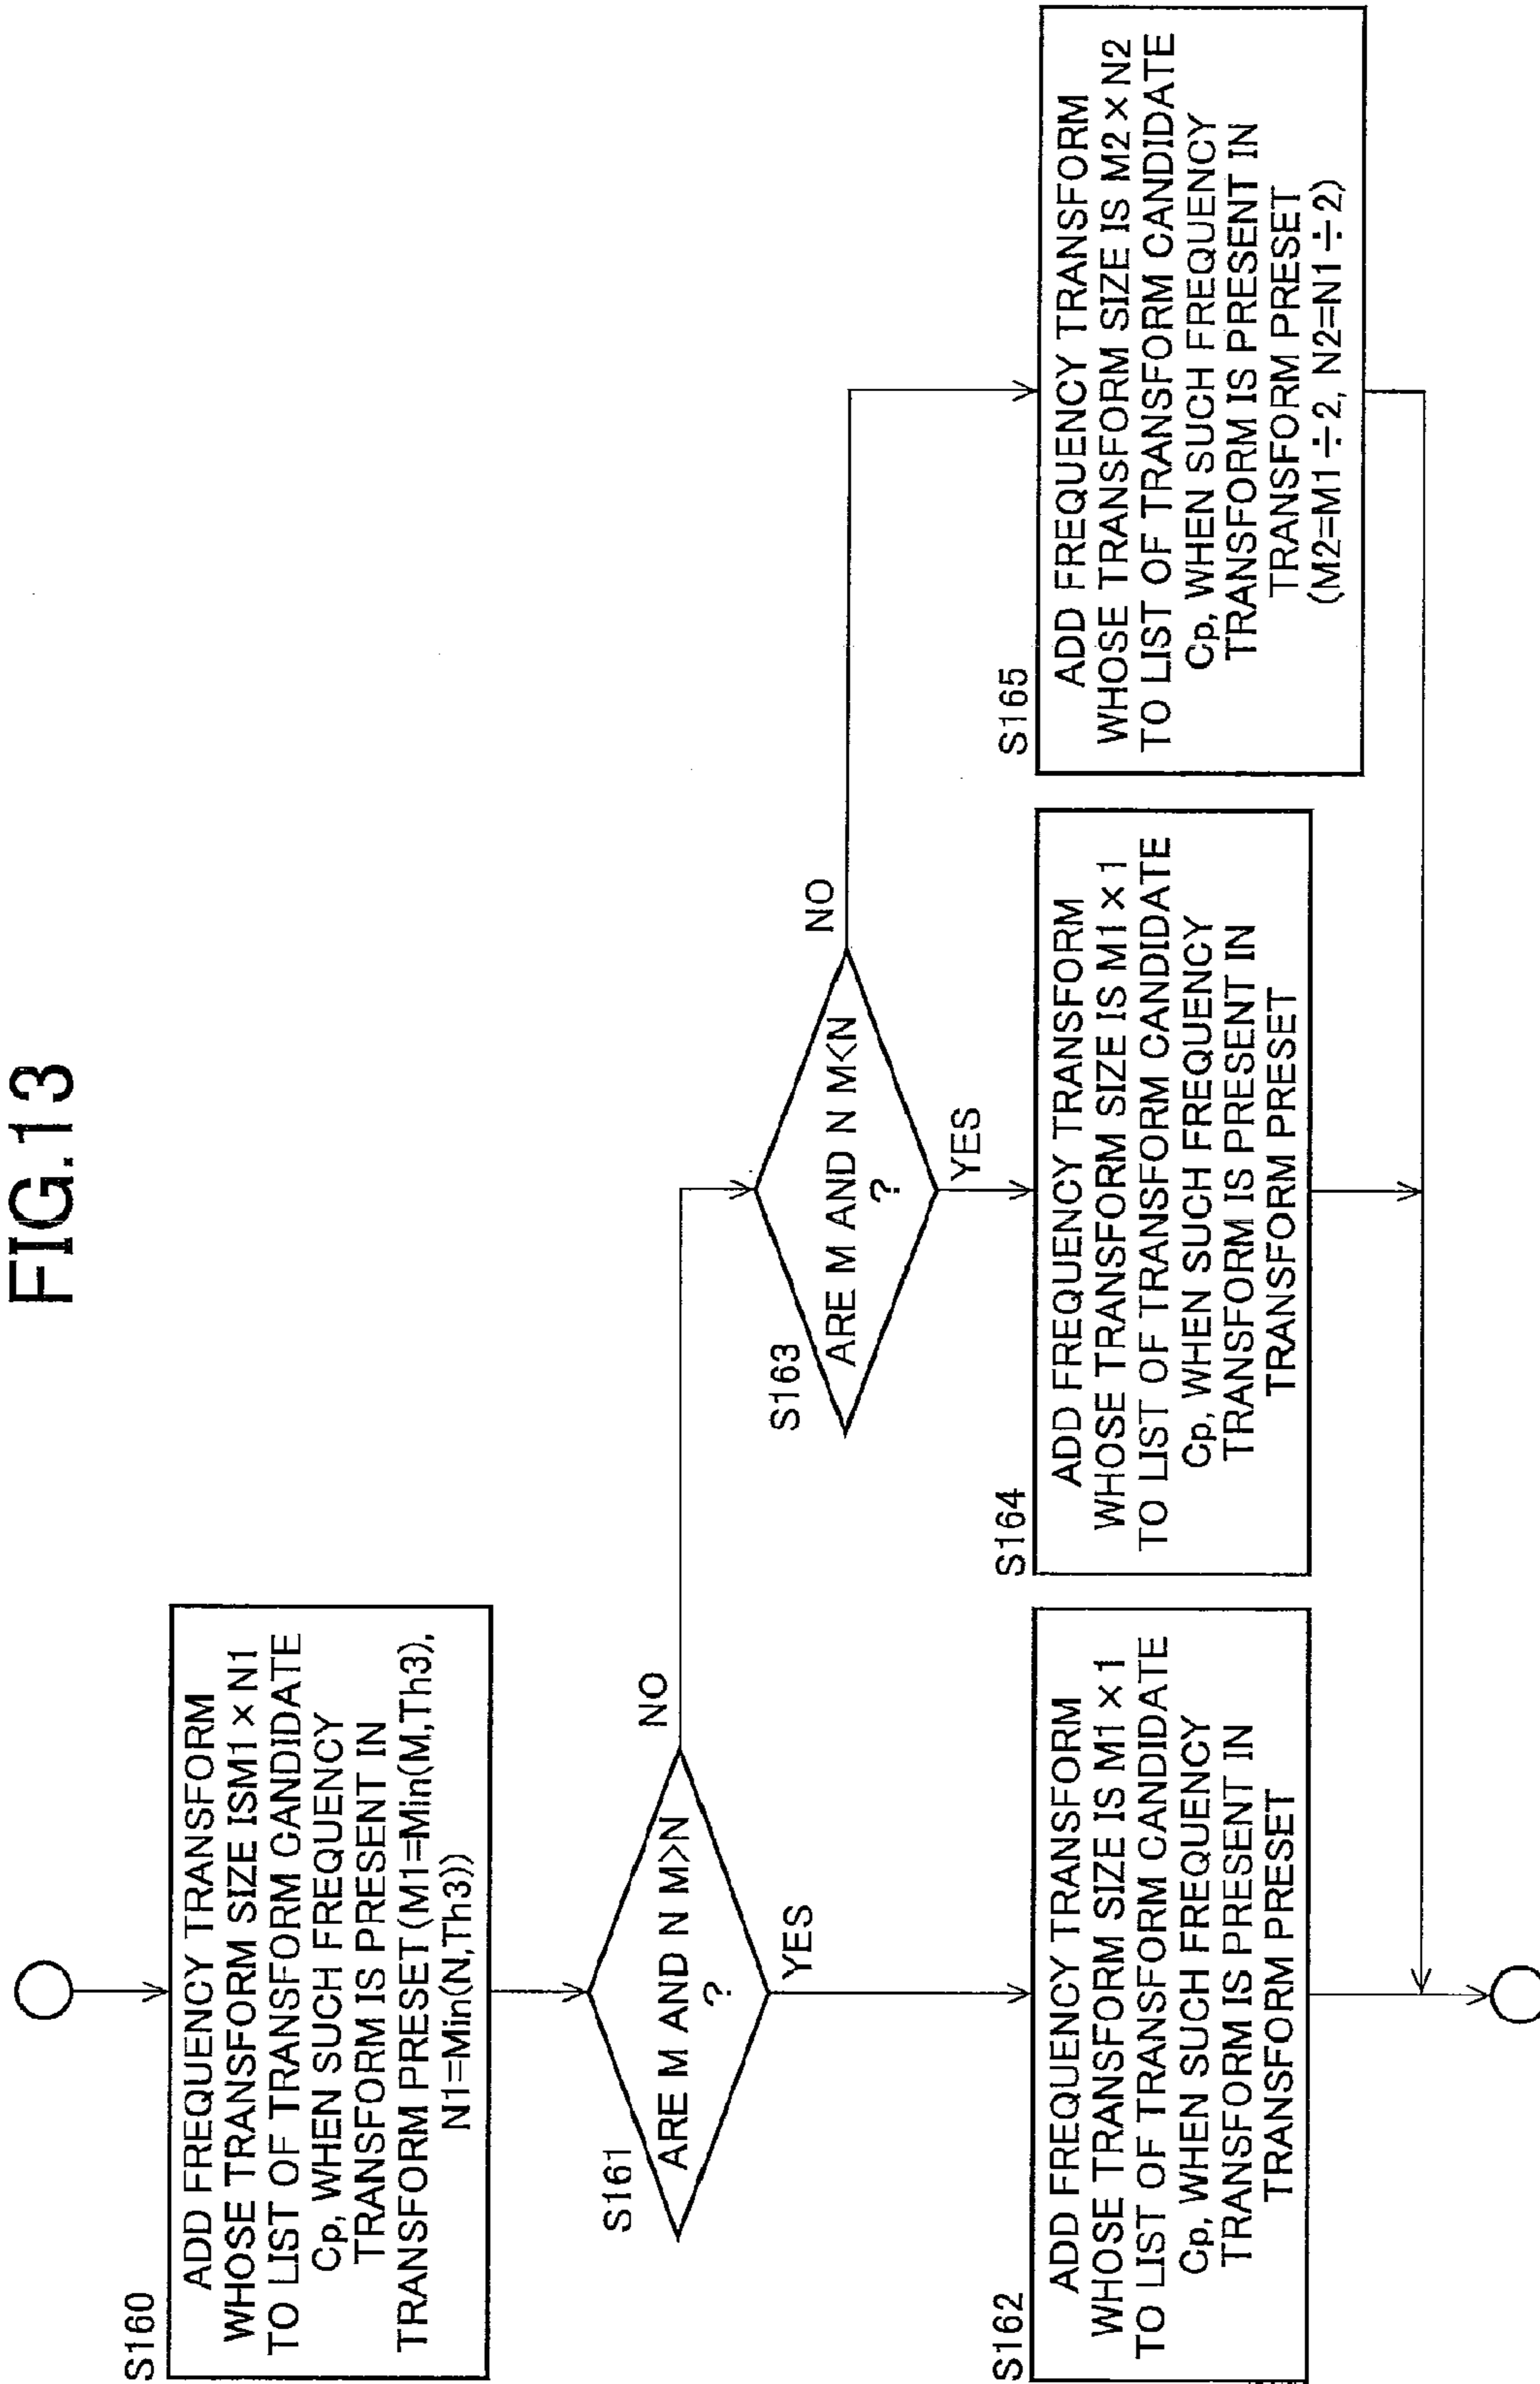 FIG.13
S160
ADD FREQUENCY TRANSFORM
WHOSE TRANSFORM SIZE ISM1×N1
TO LIST OF TRANSFORM CANDIDATE
Cp, WHEN SUCH FREQUENCY
TRANSFORM IS PRESENT IN
TRANSFORM PRESET(M1=Min(M,Th3),
N1=Min(N,Th3))
S161
ARE M AND N M>N
?
NO
YES
S162
ADD FREQUENCY TRANSFORM
WHOSE TRANSFORM SIZE IS M1×1
TO LIST OF TRANSFORM CANDIDATE
Cp, WHEN SUCH FREQUENCY
TRANSFORM IS PRESENT IN
TRANSFORM PRESET
S163
ARE M AND N M<N
?
NO
YES
S164
ADD FREQUENCY TRANSFORM
WHOSE TRANSFORM SIZE IS M1×1
TO LIST OF TRANSFORM CANDIDATE
Cp, WHEN SUCH FREQUENCY
TRANSFORM IS PRESENT IN
TRANSFORM PRESET
S165
ADD FREQUENCY TRANSFORM
WHOSE TRANSFORM SIZE IS M2×N2
TO LIST OF TRANSFORM CANDIDATE
Cp, WHEN SUCH FREQUENCY
TRANSFORM IS PRESENT IN
TRANSFORM PRESET
(M2=M1÷2, N2=N1÷2)